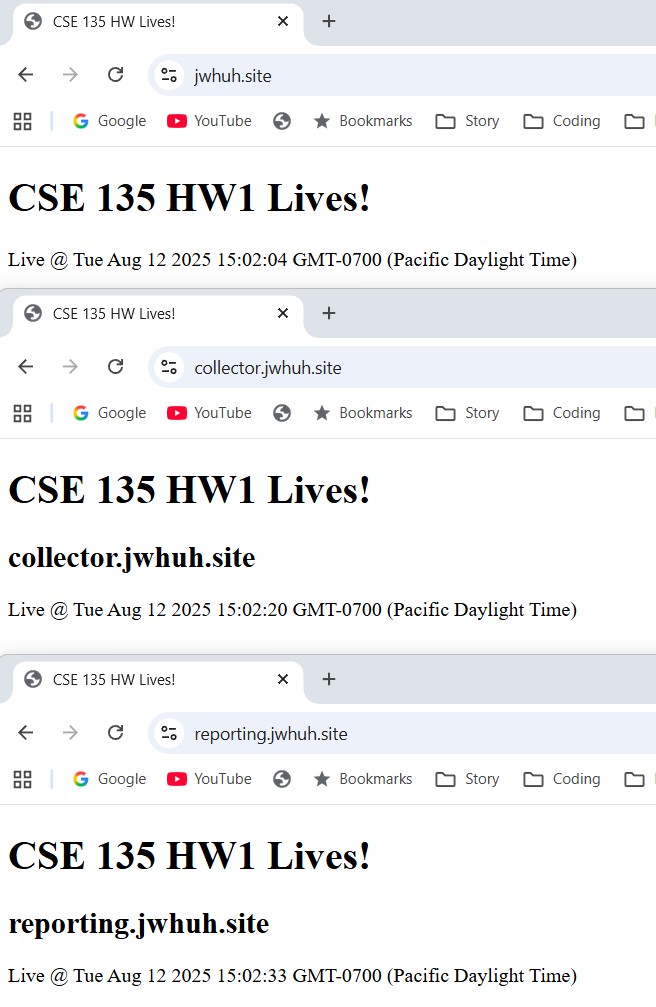 CSE 135 HW Lives!
jwhuh.site
Google YouTube Bookmarks Story Coding
CSE 135 HW1 Lives!
Live @ Tue Aug 12 2025 15:02:04 GMT-0700 (Pacific Daylight Time)
CSE 135 HW Lives!
collector.jwhuh.site
Google YouTube Bookmarks Story Coding
CSE 135 HW1 Lives!
collector.jwhuh.site
Live @ Tue Aug 12 2025 15:02:20 GMT-0700 (Pacific Daylight Time)
CSE 135 HW Lives!
reporting.jwhuh.site
Google YouTube Bookmarks Story Coding
CSE 135 HW1 Lives!
reporting.jwhuh.site
Live @ Tue Aug 12 2025 15:02:33 GMT-0700 (Pacific Daylight Time)